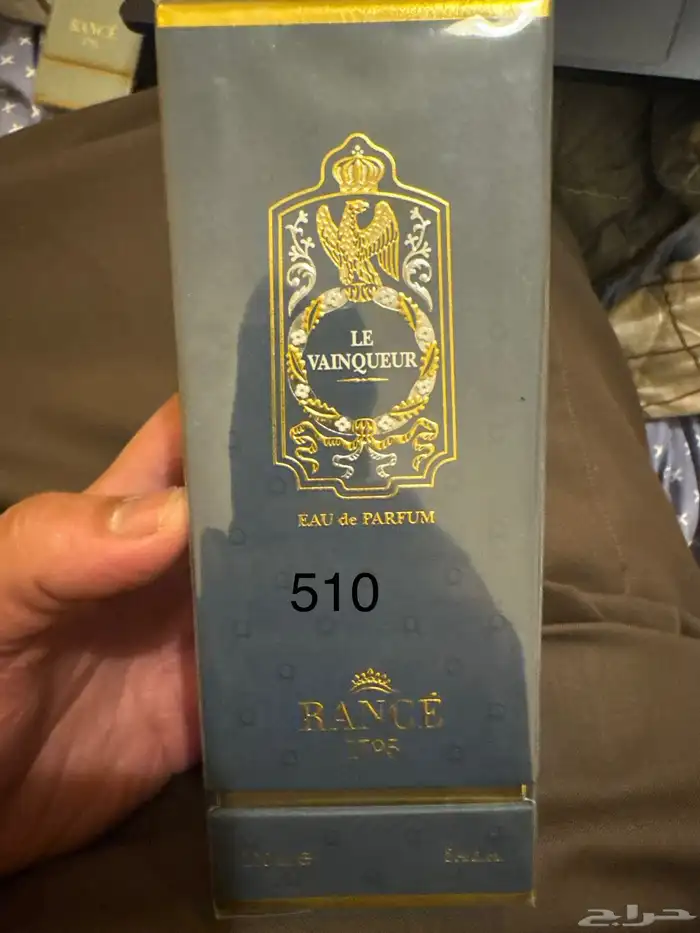 RANCÉ
LE
VAINQUEUR
EAU de PARFUM
510
RANCÉ
1795
حراج